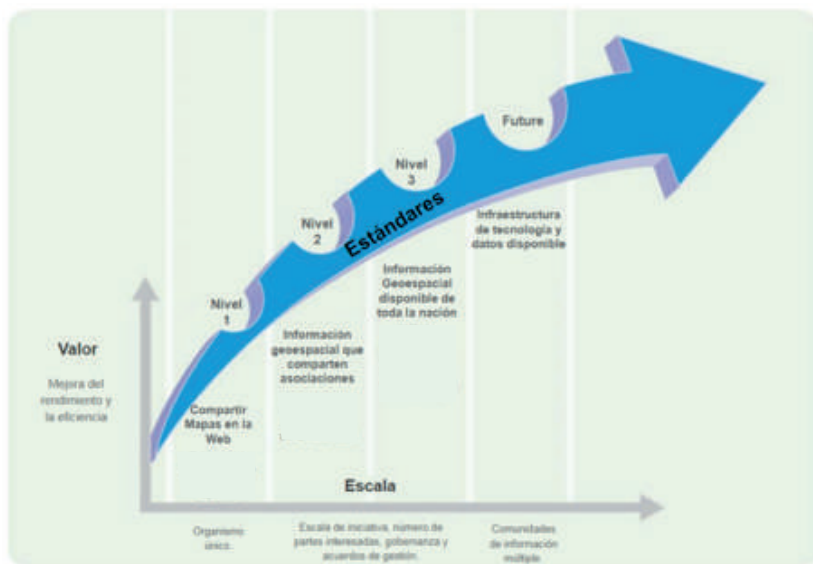 Future
Nivel
3
Nivel
2
Nivel
1
Estándares
Infraestructura
de tecnología y
datos disponible
Información
Geoespacial
disponible de
toda la nación
Información
geoespacial que
comparten
asociaciones
Compartir
Mapas en la
Web
Valor
Mejora del
rendimiento y
la eficiencia
Escala
Organismo
único.
Escala de iniciativa, número de
partes interesadas, gobernanza y
acuerdos de gestión.
Comunidades
de información
múltiple.